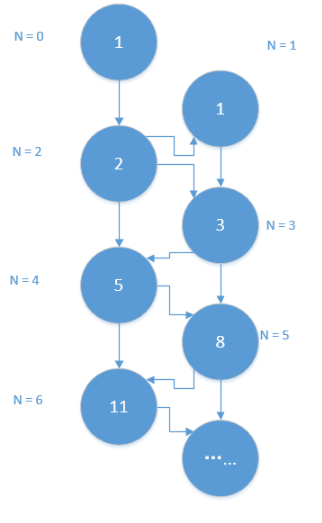 N = 0
1
N = 1
1
N = 2
2
3
N = 3
N = 4
5
8
N = 5
N = 6
11
......